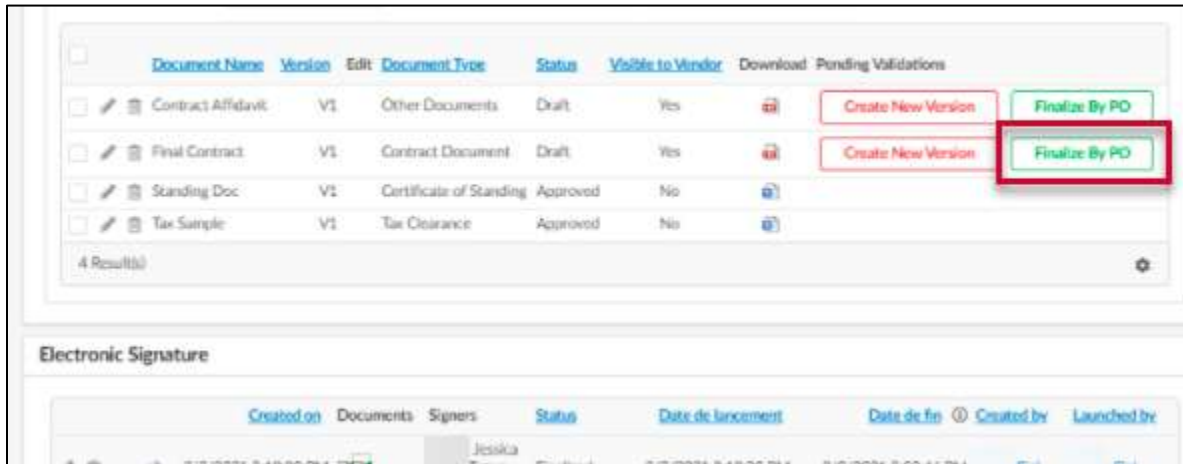 Document Name Version Edit Document Type Status Visible to Vendor Download Pending Validations
Contract Affidavit V1 Other Documents Draft Yes Create New Version Finalize By PO
Final Contract V1 Contract Document Draft Yes Create New Version Finalize By PO
Standing Doc V1 Certificate of Standing Approved No
Tax Sample V1 Tax Clearance Approved No
4 Result(s)
Electronic Signature
Created on Documents Signers Status Date de lancement Date de fin Created by Launched by
Jessica